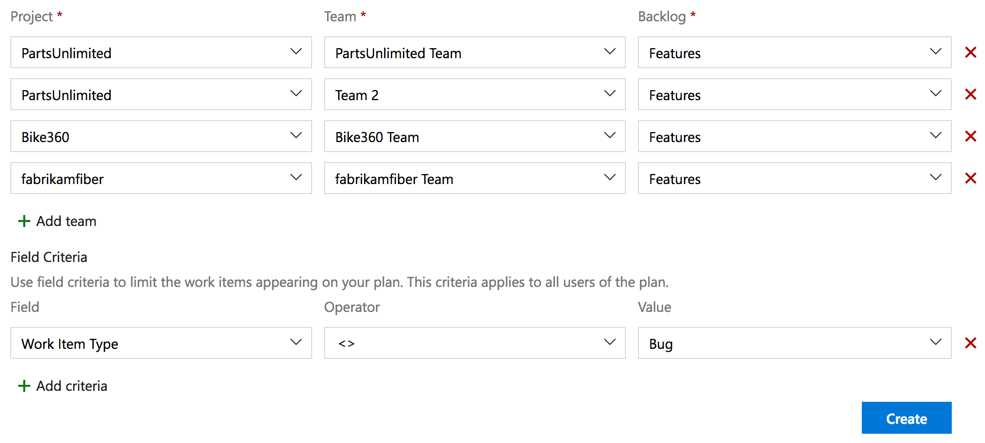 Project * Team * Backlog *
PartsUnlimited PartsUnlimited Team Features
PartsUnlimited Team 2 Features
Bike360 Bike360 Team Features
fabrikamfiber fabrikamfiber Team Features
+ Add team
Field Criteria
Use field criteria to limit the work items appearing on your plan. This criteria applies to all users of the plan.
Field Operator Value
Work Item Type <> Bug
+ Add criteria
Create